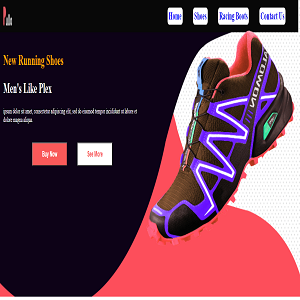 Puffs
Home Shoes Racing Boots Contact Us
New Running Shoes
Men's Like Plex
ipsum dolor sit amet, consectetur adipiscing elit, sed do eiusmod tempor incididunt ut labore et
dolore magna aliqua.
Buy Now See More
SALOMON